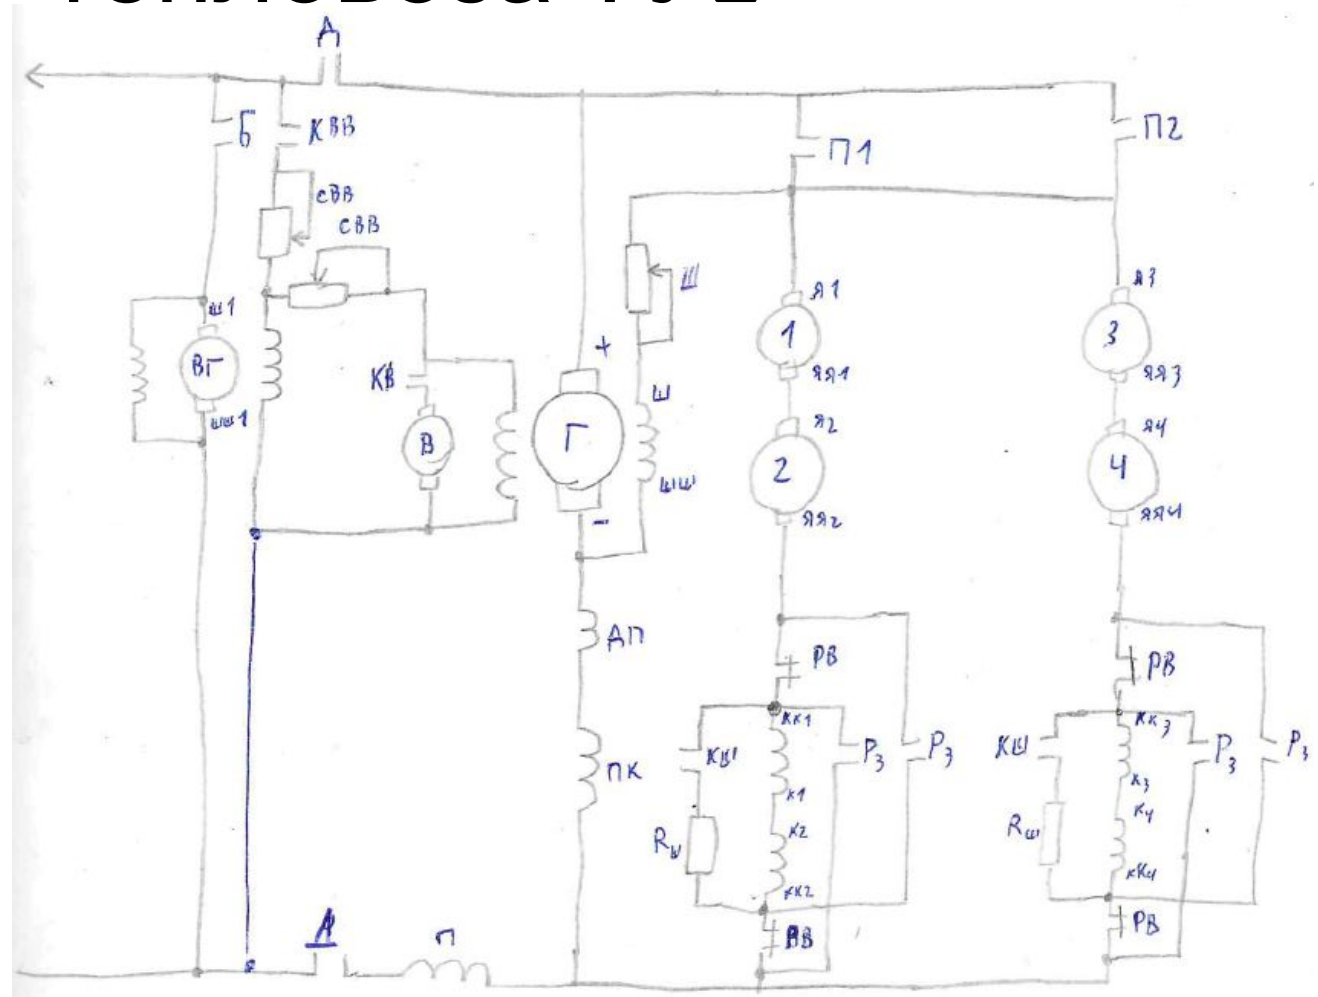 Д
Б
КВВ
П1
П2
СВВ
СВВ
Ш
Я1
Я3
Ш1
1
3
ВГ
+
ЯЯ1
ЯЯ3
КВ
Ш
ШШ1
Я2
Я4
В
Г
2
4
ШШ
-
ЯЯ2
ЯЯ4
ДП
РВ
РВ
КК1
КК3
КШ
Р3
Р3
КШ
Р3
Р3
ПК
К1
К3
Rш
К2
Rш
К4
КК2
КК4
Д
П
РВ